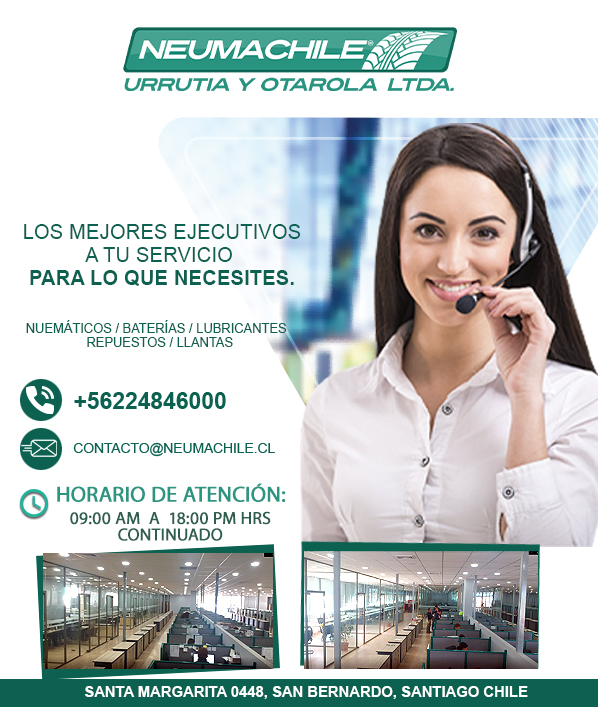 NEUMACHILE®
URRUTIA Y OTAROLA LTDA.
LOS MEJORES EJECUTIVOS
A TU SERVICIO
PARA LO QUE NECESITES.
NUEMÁTICOS / BATERÍAS / LUBRICANTES
REPUESTOS / LLANTAS
+56224846000
CONTACTO@NEUMACHILE.CL
HORARIO DE ATENCIÓN:
09:00 AM A 18:00 PM HRS
CONTINUADO
SANTA MARGARITA 0448, SAN BERNARDO, SANTIAGO CHILE